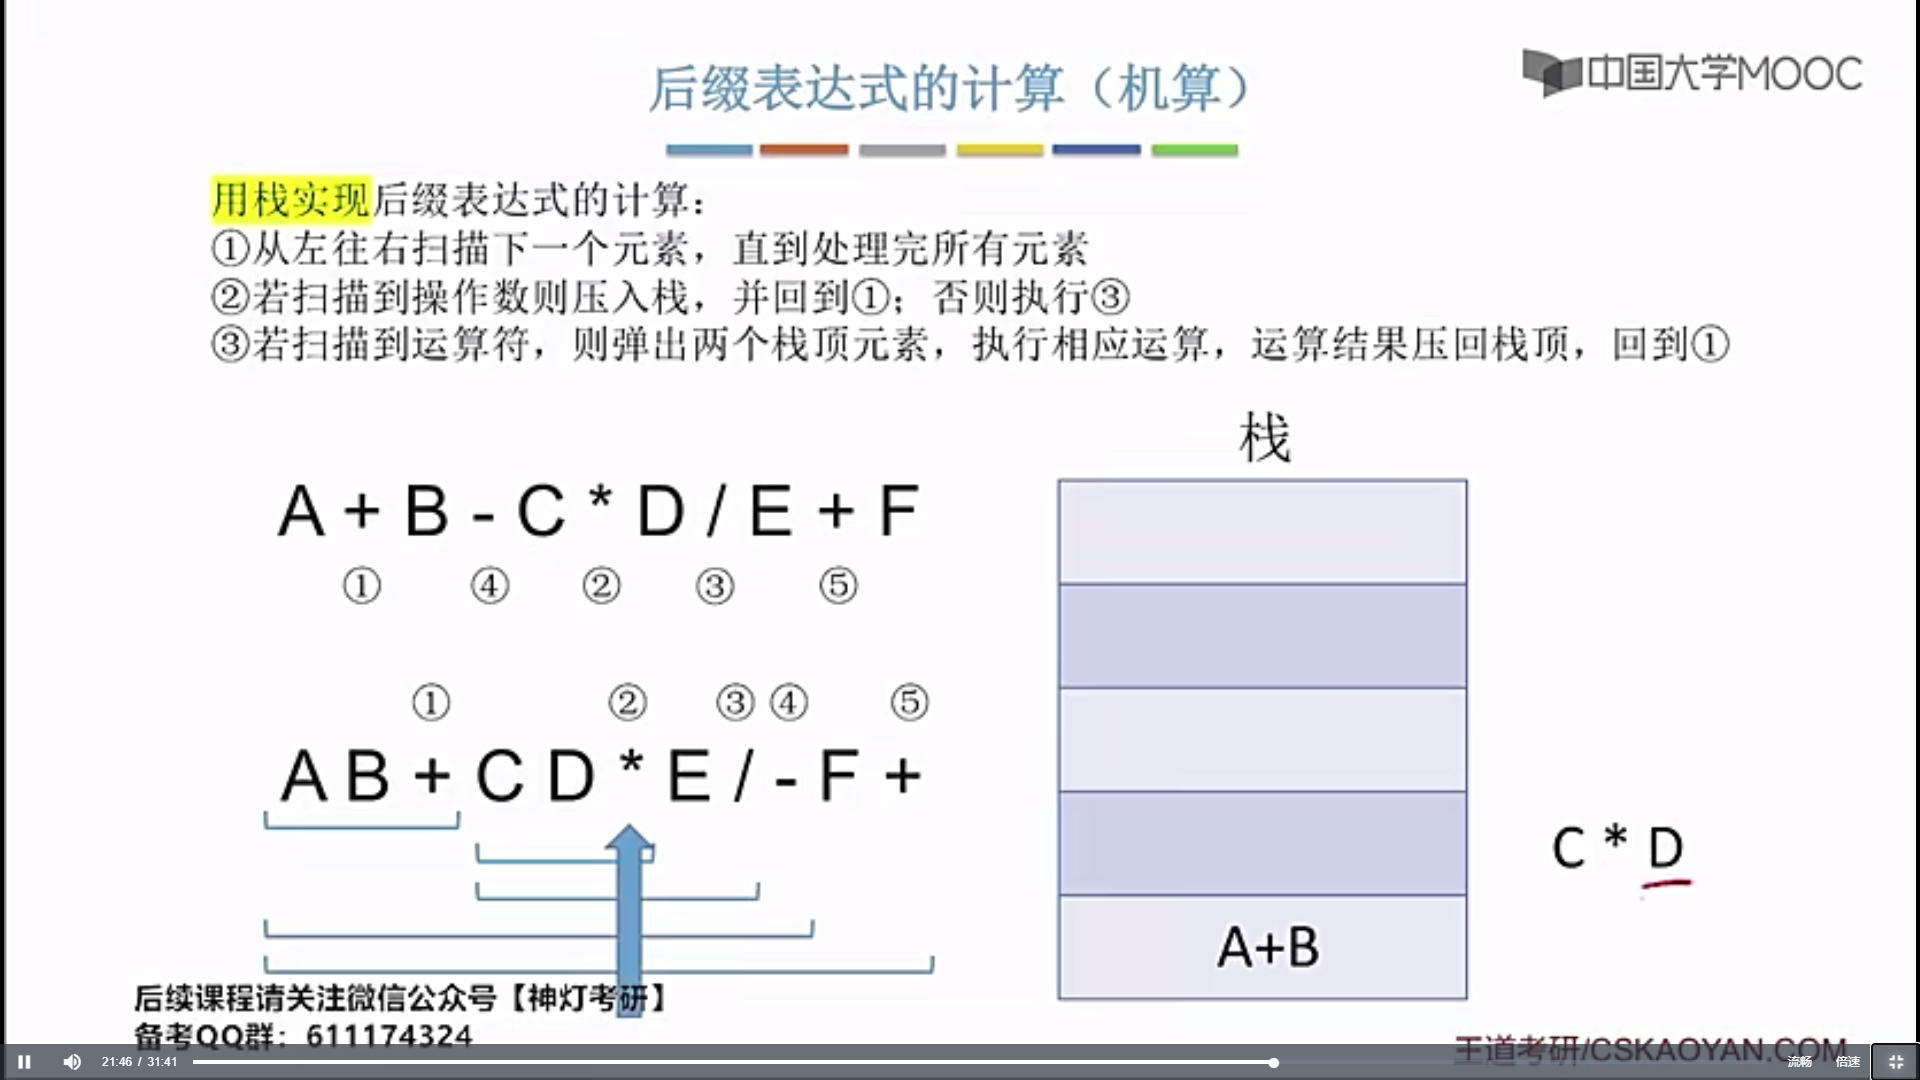 后缀表达式的计算（机算）
中国大学MOOC
用栈实现后缀表达式的计算：
①从左往右扫描下一个元素，直到处理完所有元素
②若扫描到操作数则压入栈，并回到①；否则执行③
③若扫描到运算符，则弹出两个栈顶元素，执行相应运算，运算结果压回栈顶，回到①
栈
A + B - C * D / E + F
① ④ ② ③ ⑤
① ② ③ ④ ⑤
A B + C D * E / - F +
C * D
A+B
后续课程请关注微信公众号【神灯考研】
备考QQ群：611174324
王道考研/CSKAOYAN.COM
21:46 / 31:41
流畅 倍速